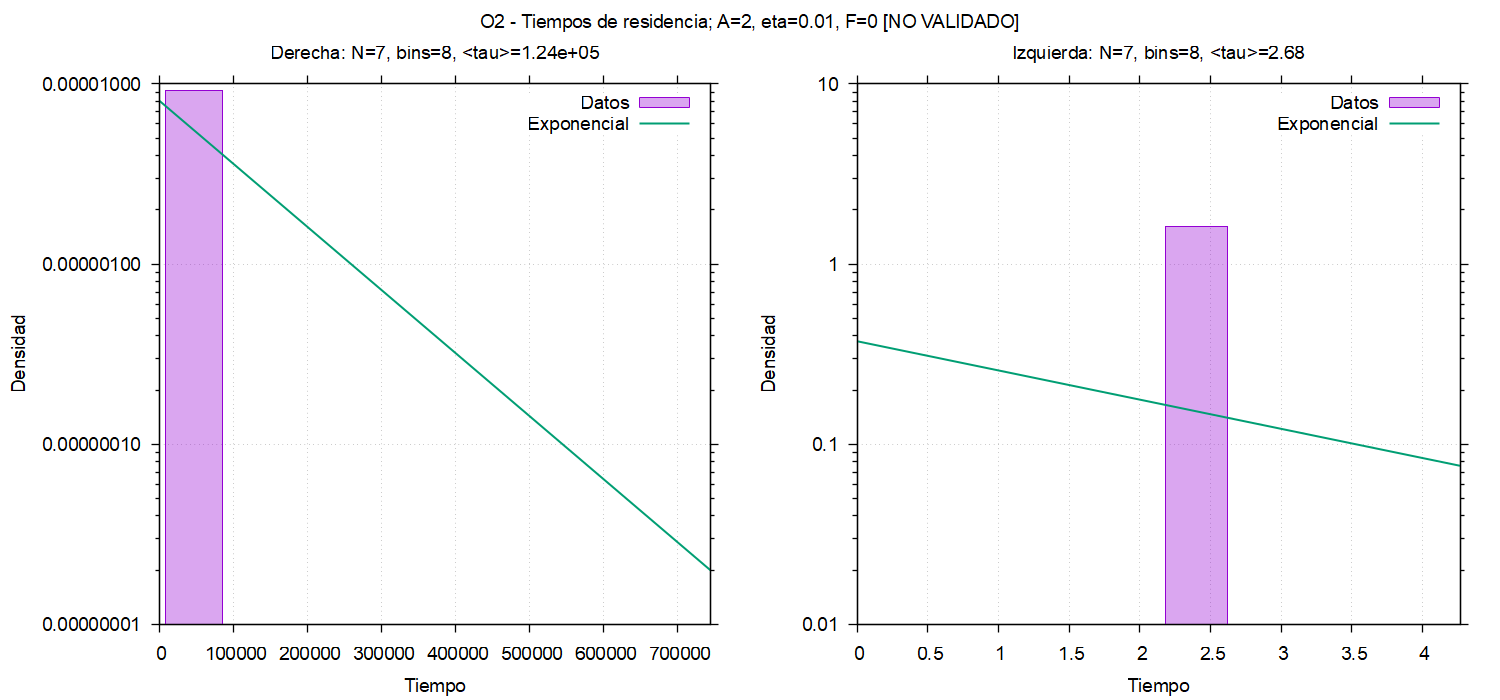 O2 - Tiempos de residencia; A=2, eta=0.01, F=0 [NO VALIDADO]
Derecha: N=7, bins=8, <tau>=1.24e+05
Datos
Exponencial
0.00001000
0.00000100
0.00000010
0.00000001
Densidad
0 100000 200000 300000 400000 500000 600000 700000
Tiempo
Izquierda: N=7, bins=8, <tau>=2.68
Datos
Exponencial
10
1
0.1
0.01
Densidad
0 0.5 1 1.5 2 2.5 3 3.5 4
Tiempo